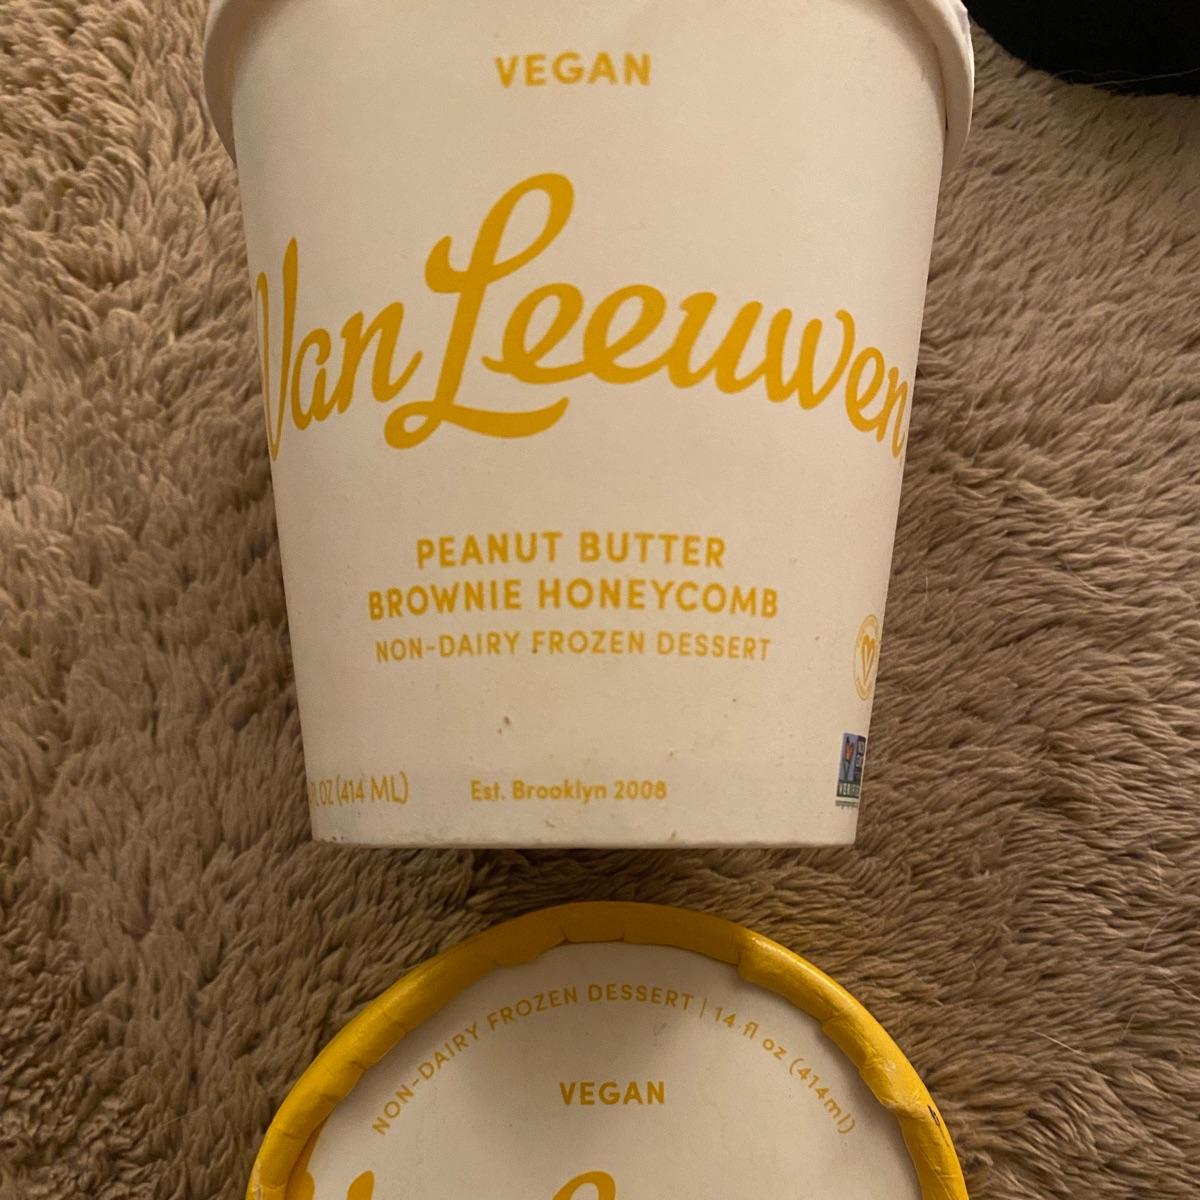 VEGAN
Van Leeuwen
PEANUT BUTTER
BROWNIE HONEYCOMB
NON-DAIRY FROZEN DESSERT
OZ (414 ML)
Est. Brooklyn 2008
NON-DAIRY FROZEN DESSERT | 14 fl oz (414ml)
VEGAN